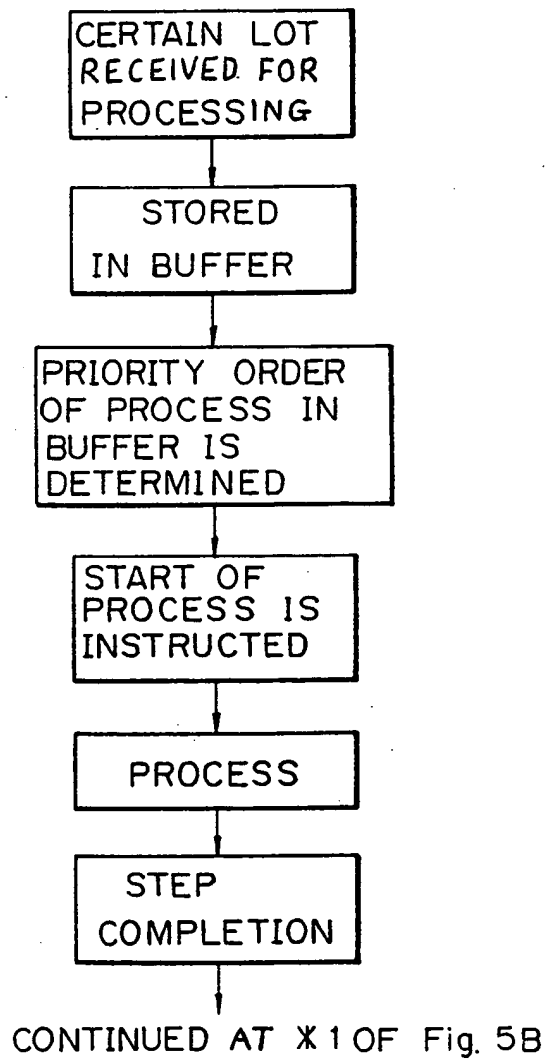 CERTAIN LOT
RECEIVED FOR
PROCESSING
STORED
IN BUFFER
PRIORITY ORDER
OF PROCESS IN
BUFFER IS
DETERMINED
START OF
PROCESS IS
INSTRUCTED
PROCESS
STEP
COMPLETION
CONTINUED AT ※1 OF Fig. 5B